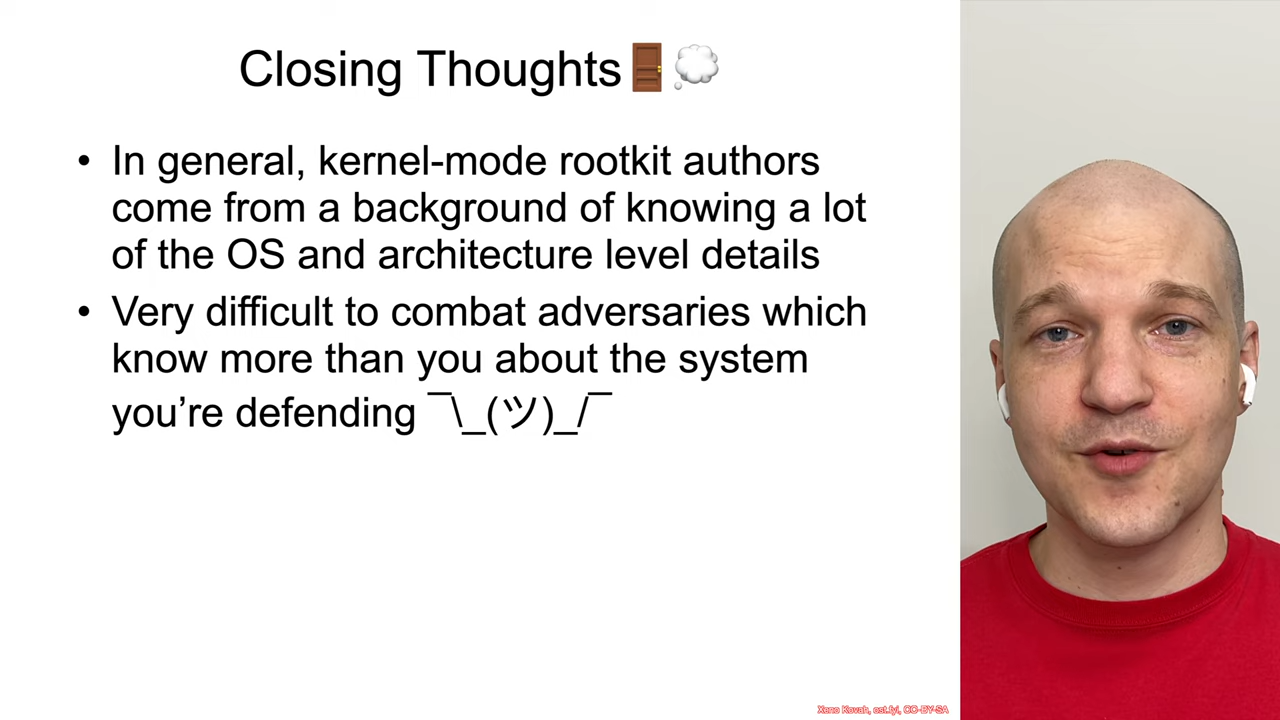 Closing Thoughts🚪💭
• In general, kernel-mode rootkit authors
come from a background of knowing a lot
of the OS and architecture level details
• Very difficult to combat adversaries which
know more than you about the system
you’re defending ¯\_(ツ)_/¯
Xeno Kovah, ost.fyi, CC-BY-SA